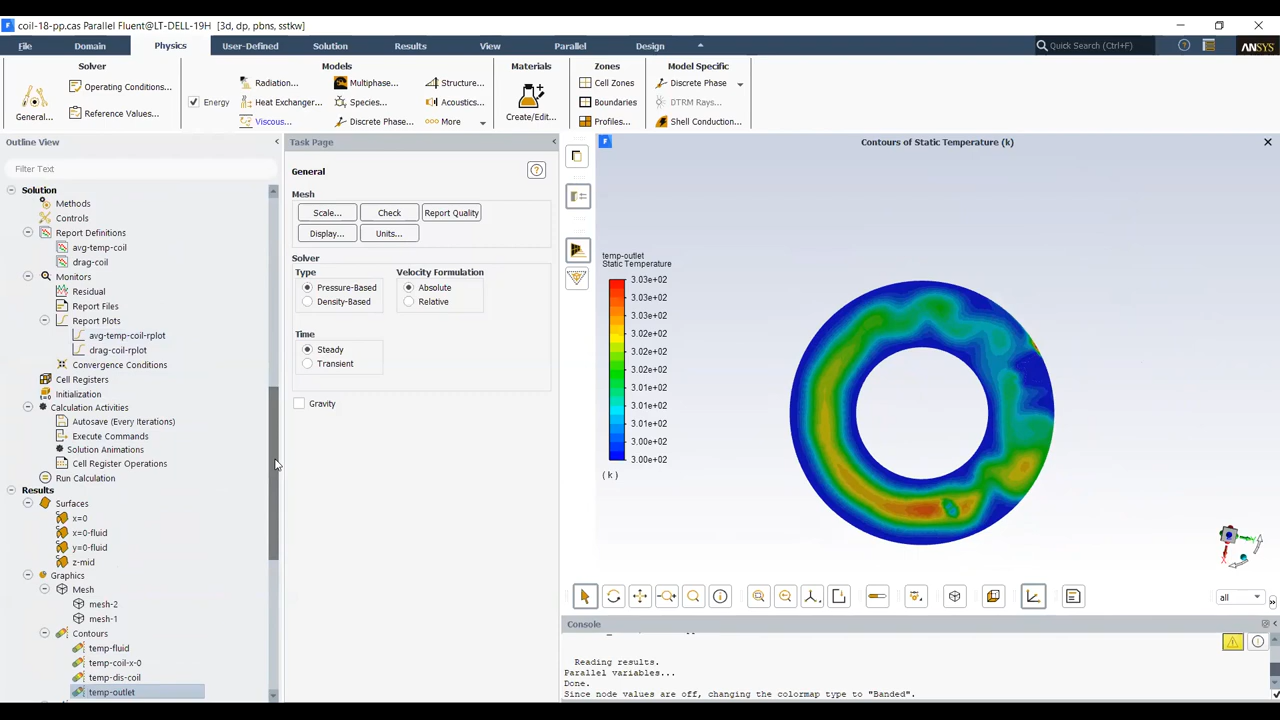 coil-18-pp.cas Parallel Fluent@LT-DELL-19H [3d, dp, pbns, sstkw]
File Domain Physics User-Defined Solution Results View Parallel Design Quick Search (Ctrl+F) ANSYS
Solver Models Materials Zones Model Specific
General... Operating Conditions... Reference Values...
Energy Radiation... Multiphase... Structure...
Heat Exchanger... Species... Acoustics...
Viscous... Discrete Phase... More
Create/Edit...
Cell Zones Boundaries Profiles...
Discrete Phase DTRM Rays... Shell Conduction...
Outline View
Filter Text
Solution
Methods
Controls
Report Definitions
avg-temp-coil
drag-coil
Monitors
Residual
Report Files
Report Plots
avg-temp-coil-rplot
drag-coil-rplot
Convergence Conditions
Cell Registers
Initialization
Calculation Activities
Autosave (Every Iterations)
Execute Commands
Solution Animations
Cell Register Operations
Run Calculation
Results
Surfaces
x=0
x=0-fluid
y=0-fluid
z-mid
Graphics
Mesh
mesh-2
mesh-1
Contours
temp-fluid
temp-coil-x-0
temp-dis-coil
temp-outlet
Task Page
General
Mesh
Scale... Check Report Quality
Display... Units...
Solver
Type Velocity Formulation
Pressure-Based Absolute
Density-Based Relative
Time
Steady
Transient
Gravity
Contours of Static Temperature (k)
temp-outlet
Static Temperature
3.03e+02
3.03e+02
3.03e+02
3.02e+02
3.02e+02
3.02e+02
3.01e+02
3.01e+02
3.01e+02
3.00e+02
3.00e+02
( k )
all
Console
Reading results.
Parallel variables...
Done.
Since node values are off, changing the colormap type to "Banded".